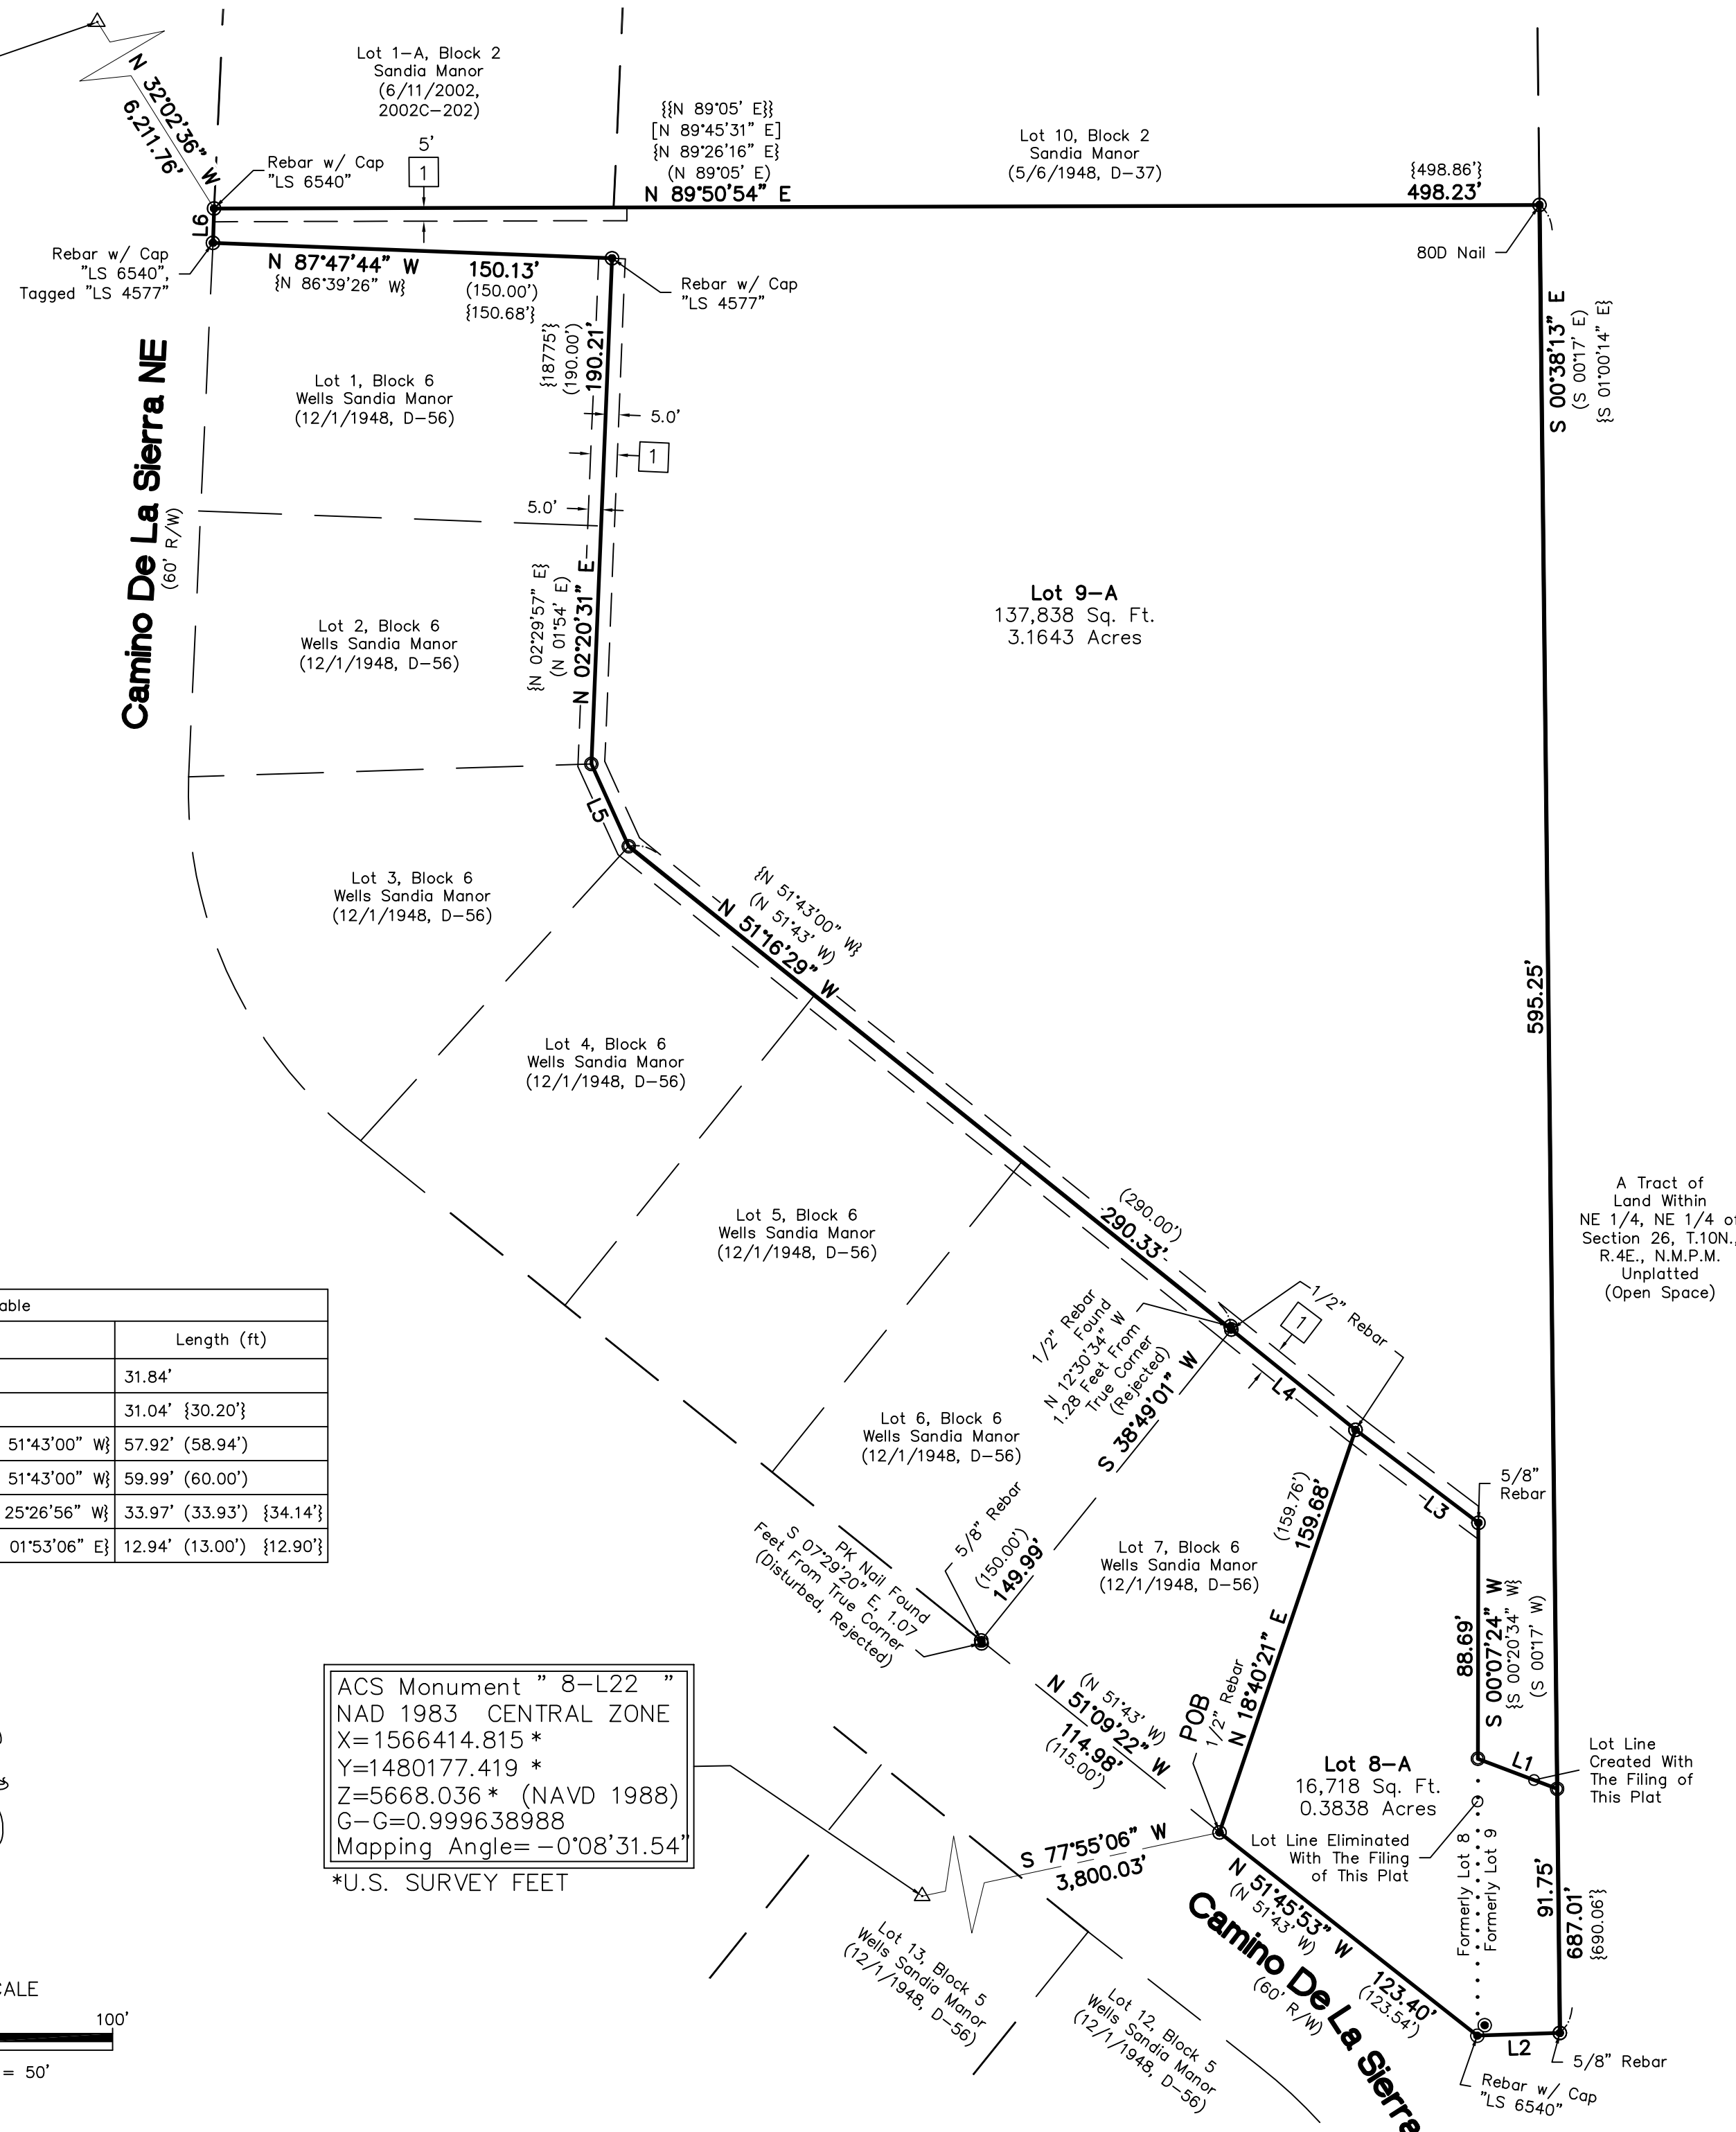 Lot 1-A, Block 2
Sandia Manor
(6/11/2002,
2002C-202)
N 32°02'36" W
6,211.76'
5'
1
Rebar w/ Cap
"LS 6540"
{{N 89°05' E}}
[N 89°45'31" E]
{N 89°26'16" E}
(N 89°05' E)
N 89°50'54" E
Lot 10, Block 2
Sandia Manor
(5/6/1948, D-37)
{498.86'}
498.23'
80D Nail
L6
Rebar w/ Cap
"LS 6540",
Tagged "LS 4577"
N 87°47'44" W
{N 86°39'26" W}
150.13'
(150.00')
{150.68'}
Rebar w/ Cap
"LS 4577"
S 00°38'13" E
(S 00°17' E)
{S 01°00'14" E}
Camino De La Sierra NE
(60' R/W)
Lot 1, Block 6
Wells Sandia Manor
(12/1/1948, D-56)
{187.75'}
(190.00')
190.21'
5.0'
1
5.0'
{N 02°29'57" E}
(N 01°54' E)
N 02°20'31" E
Lot 9-A
137,838 Sq. Ft.
3.1643 Acres
Lot 2, Block 6
Wells Sandia Manor
(12/1/1948, D-56)
L5
Lot 3, Block 6
Wells Sandia Manor
(12/1/1948, D-56)
{N 51°43'00" W}
(N 51°43' W)
N 51°16'29" W
595.25'
Lot 4, Block 6
Wells Sandia Manor
(12/1/1948, D-56)
Lot 5, Block 6
Wells Sandia Manor
(12/1/1948, D-56)
(290.00')
290.33'
A Tract of
Land Within
NE 1/4, NE 1/4 of
Section 26, T.10N.,
R.4E., N.M.P.M.
Unplatted
(Open Space)
able
Length (ft)
31.84'
31.04' {30.20'}
51°43'00" W} 57.92' (58.94')
51°43'00" W} 59.99' (60.00')
25°26'56" W} 33.97' (33.93') {34.14'}
01°53'06" E} 12.94' (13.00') {12.90'}
1/2" Rebar
Found
N 12°30'34" W
1.28 Feet From
True Corner
(Rejected)
1/2" Rebar
1
L4
S 38°49'01" W
Lot 6, Block 6
Wells Sandia Manor
(12/1/1948, D-56)
5/8" Rebar
(150.00')
149.99'
PK Nail Found
S 07°29'20" E, 1.07
Feet From True Corner
(Disturbed, Rejected)
L3
5/8"
Rebar
(159.76')
159.68'
N 18°40'21" E
Lot 7, Block 6
Wells Sandia Manor
(12/1/1948, D-56)
88.69'
S 00°07'24" W
{S 00°20'34" W}
(S 00°17' W)
ACS Monument " 8-L22 "
NAD 1983 CENTRAL ZONE
X=1566414.815 *
Y=1480177.419 *
Z=5668.036 * (NAVD 1988)
G-G=0.999638988
Mapping Angle= -0°08'31.54"
*U.S. SURVEY FEET
(N 51°43' W)
N 51°09'22" W
114.98'
(115.00')
POB
1/2" Rebar
Lot 8-A
16,718 Sq. Ft.
0.3838 Acres
L1
Lot Line
Created With
The Filing of
This Plat
Lot Line Eliminated
With The Filing
of This Plat
Formerly Lot 8
Formerly Lot 9
91.75'
687.01'
{690.06'}
S 77°55'06" W
3,800.03'
N 51°45'53" W
(N 51°43' W)
123.40'
(123.54')
Camino De La Sierra
(60' R/W)
Lot 13, Block 5
Wells Sandia Manor
(12/1/1948, D-56)
Lot 12, Block 5
Wells Sandia Manor
(12/1/1948, D-56)
L2
5/8" Rebar
Rebar w/ Cap
"LS 6540"
CALE
100'
= 50'